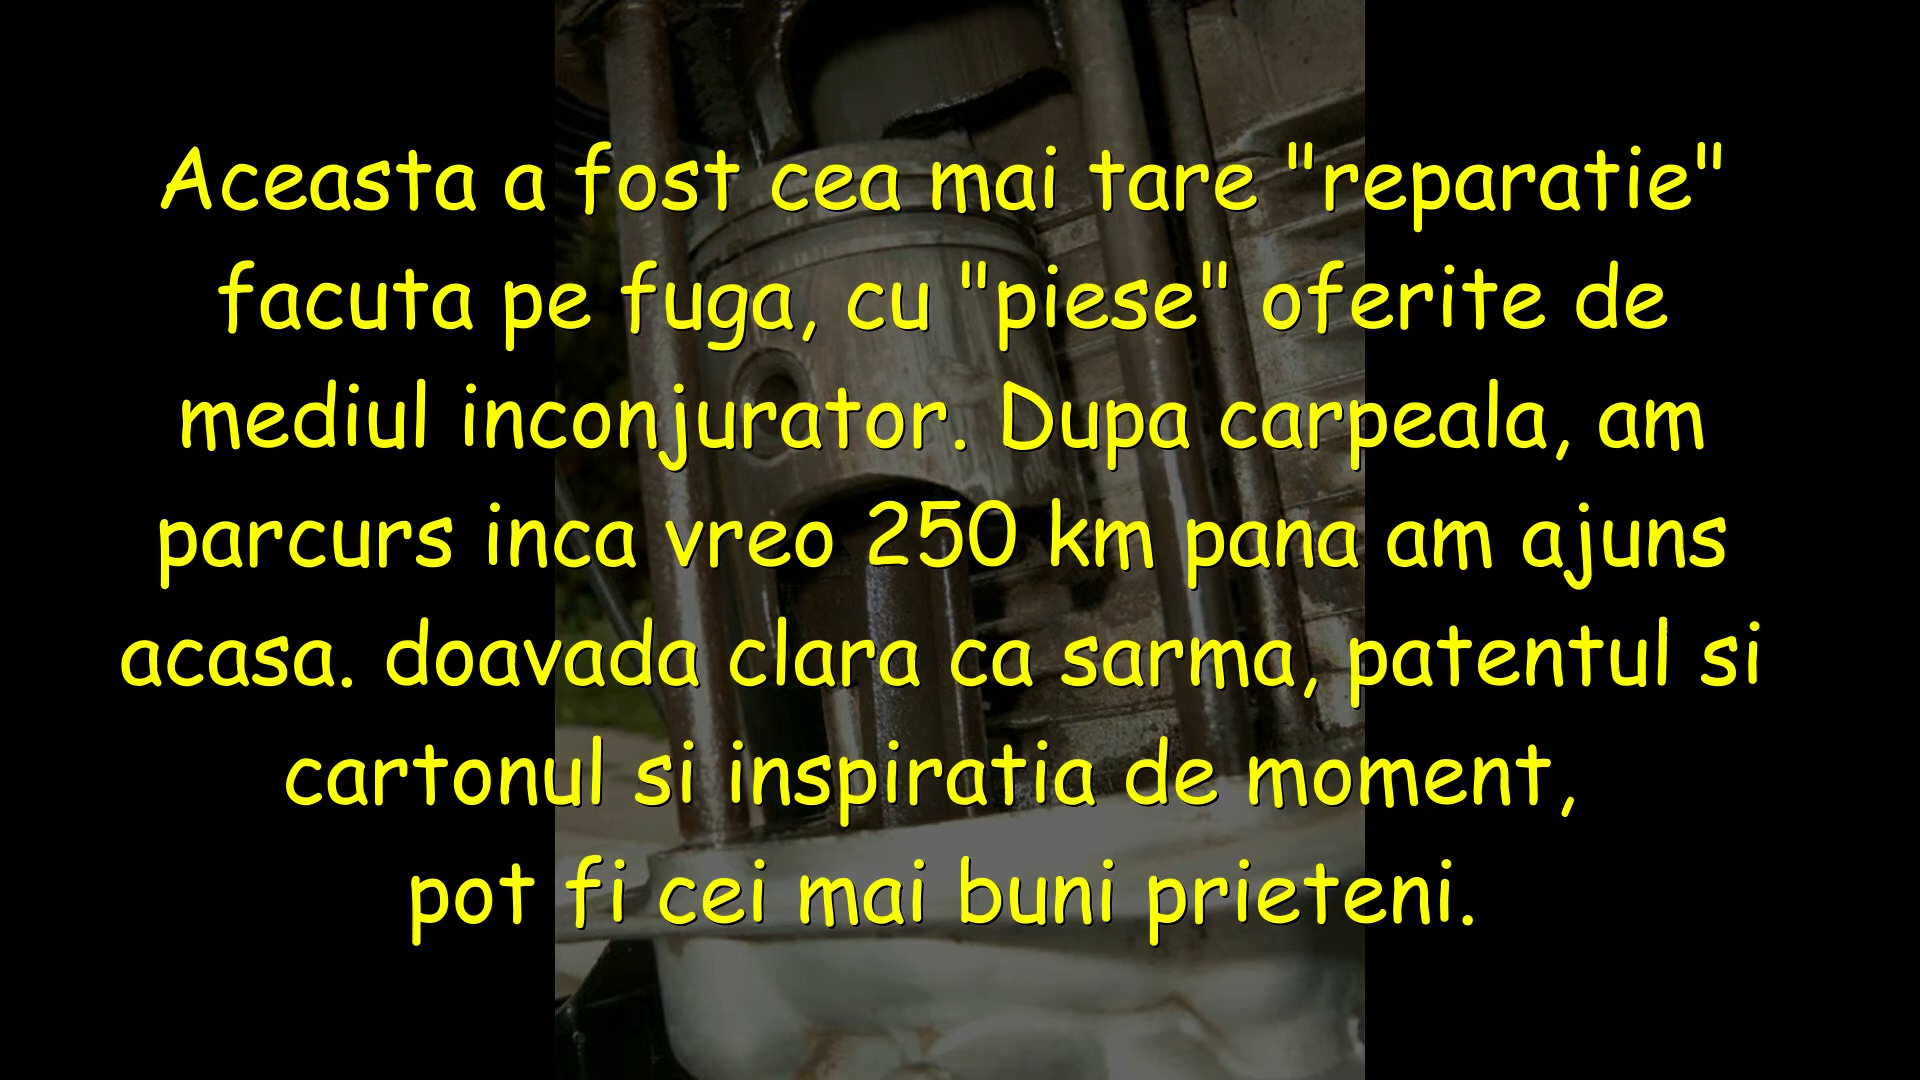 Aceasta a fost cea mai tare "reparatie"
facuta pe fuga, cu "piese" oferite de
mediul inconjurator. Dupa carpeala, am
parcurs inca vreo 250 km pana am ajuns
acasa. doavada clara ca sarma, patentul si
cartonul si inspiratia de moment,
pot fi cei mai buni prieteni.